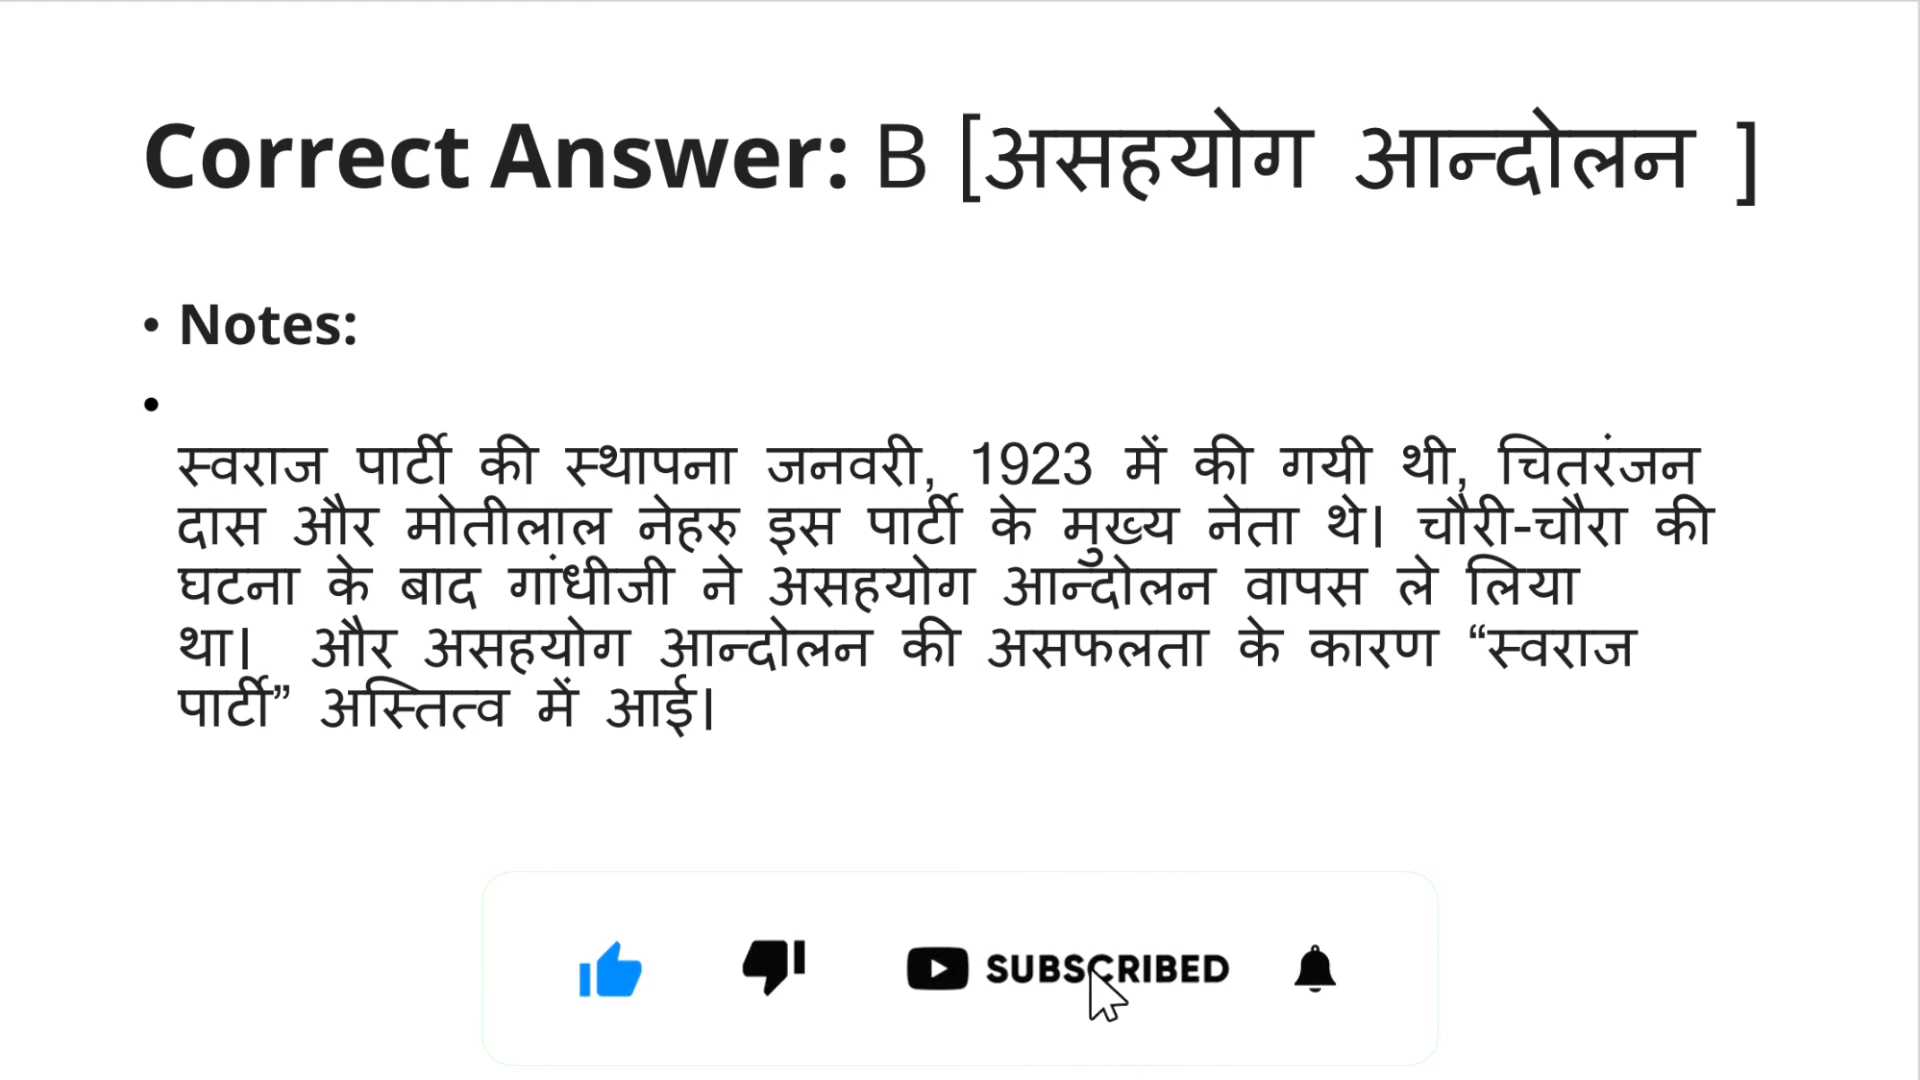 Correct Answer: B [असहयोग आन्दोलन ]
• Notes:
•
स्वराज पार्टी की स्थापना जनवरी, 1923 में की गयी थी, चितरंजन
दास और मोतीलाल नेहरु इस पार्टी के मुख्य नेता थे। चौरी-चौरा की
घटना के बाद गांधीजी ने असहयोग आन्दोलन वापस ले लिया
था। और असहयोग आन्दोलन की असफलता के कारण “स्वराज
पार्टी” अस्तित्व में आई।
SUBSCRIBED